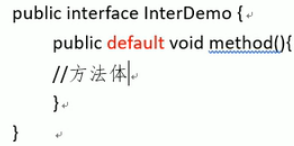 public interface InterDemo {
public default void method(){
//方法体
}
}